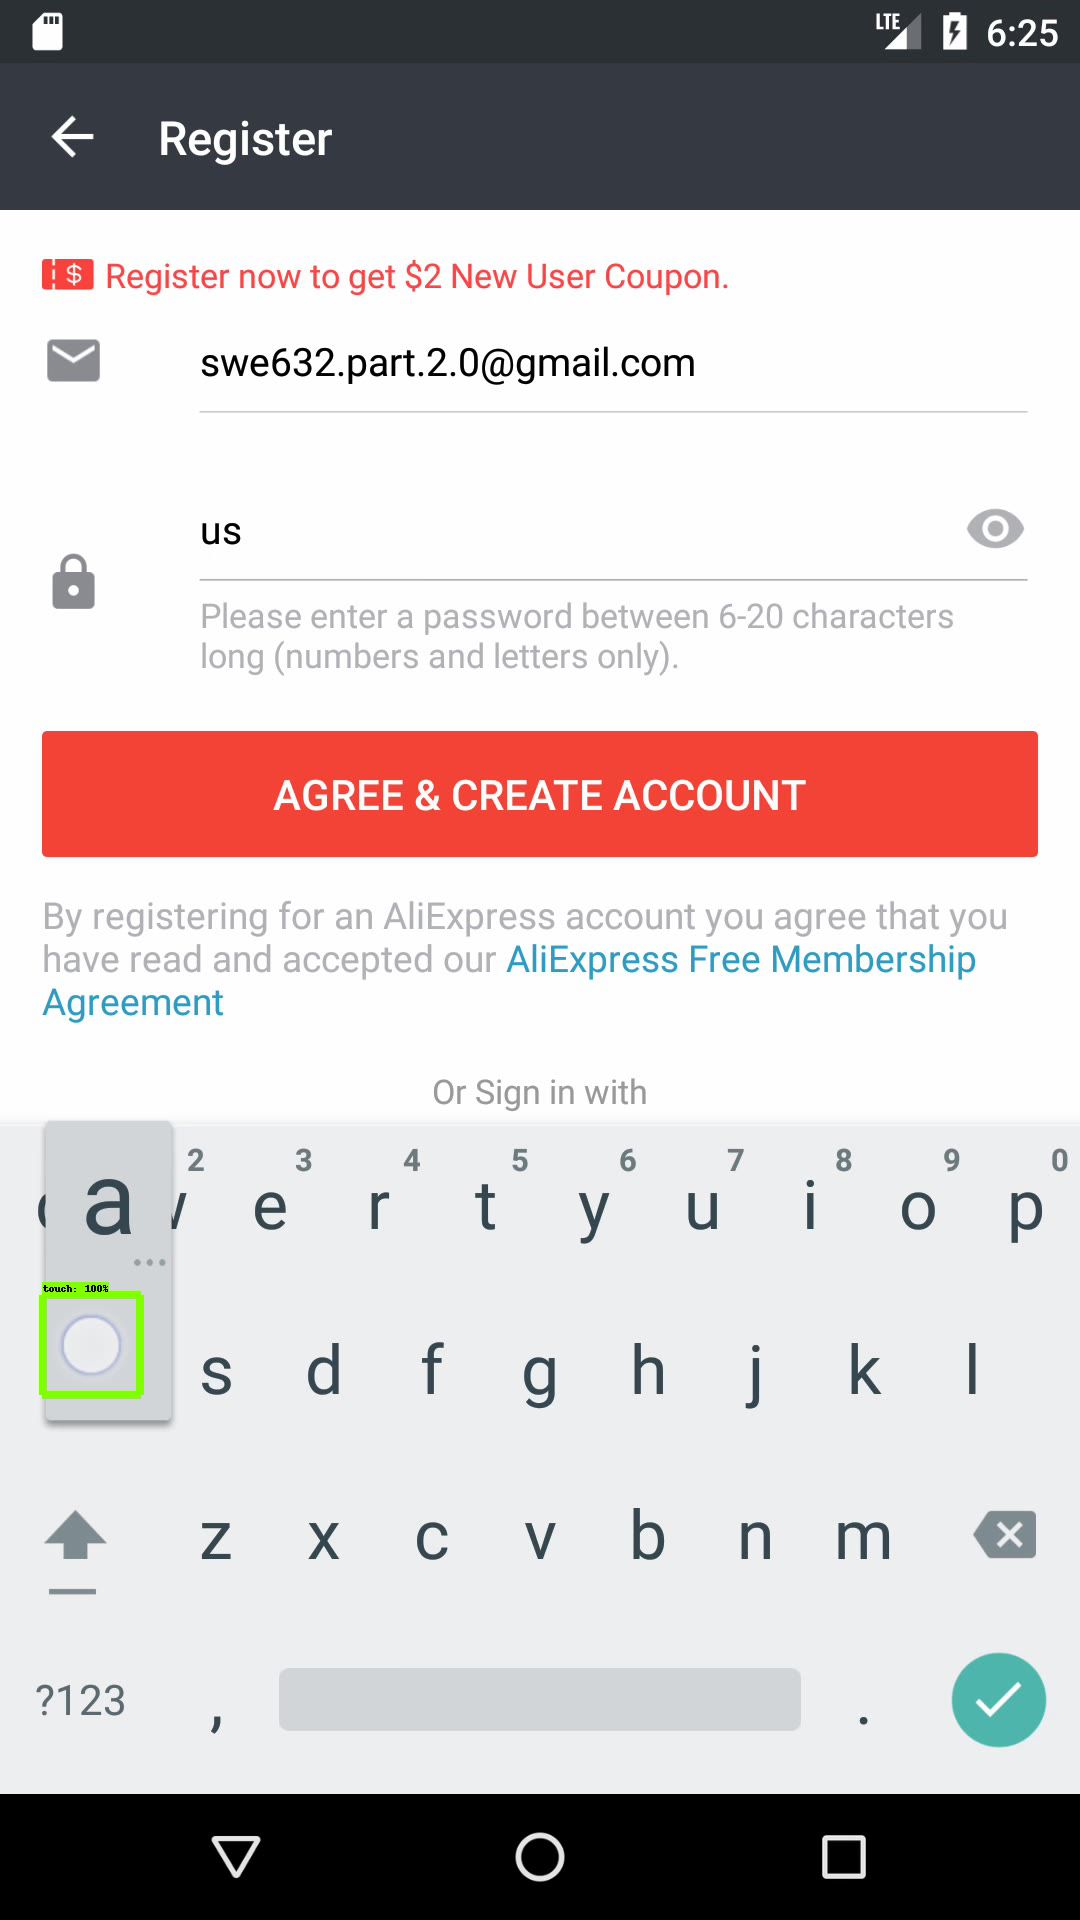 LTE 6:25
Register
$ Register now to get $2 New User Coupon.
swe632.part.2.0@gmail.com
us
Please enter a password between 6-20 characters
long (numbers and letters only).
AGREE & CREATE ACCOUNT
By registering for an AliExpress account you agree that you
have read and accepted our AliExpress Free Membership
Agreement
Or Sign in with
2 3 4 5 6 7 8 9 0
a e r t y u i o p
touch: 100%
s d f g h j k l
z x c v b n m
?123 , .